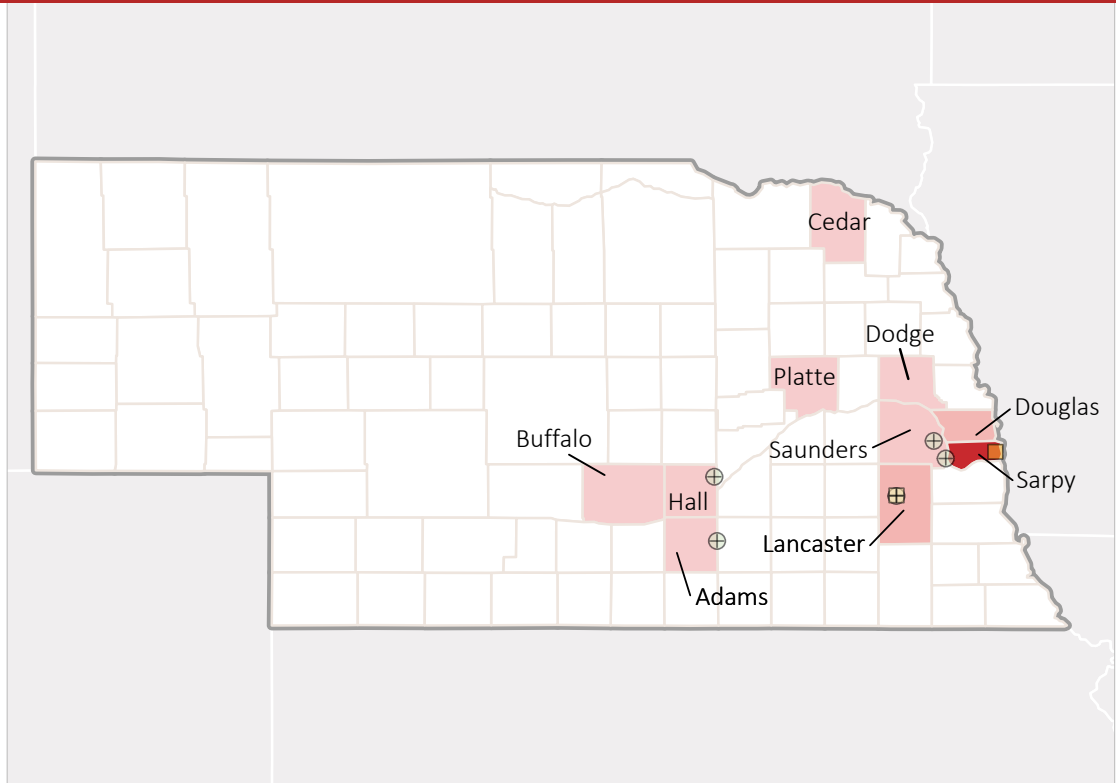 Cedar
Dodge
Platte
Douglas
Buffalo
Saunders
Sarpy
Hall
Lancaster
Adams